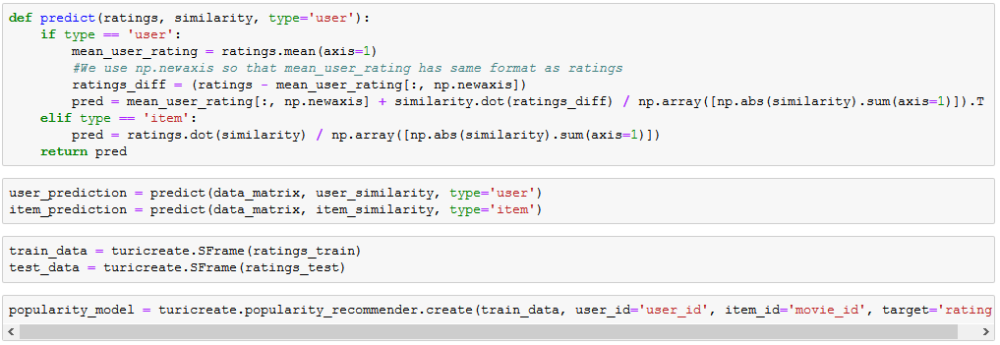 def predict(ratings, similarity, type='user'):
    if type == 'user':
        mean_user_rating = ratings.mean(axis=1)
        #We use np.newaxis so that mean_user_rating has same format as ratings
        ratings_diff = (ratings - mean_user_rating[:, np.newaxis])
        pred = mean_user_rating[:, np.newaxis] + similarity.dot(ratings_diff) / np.array([np.abs(similarity).sum(axis=1)]).T
    elif type == 'item':
        pred = ratings.dot(similarity) / np.array([np.abs(similarity).sum(axis=1)])
    return pred
user_prediction = predict(data_matrix, user_similarity, type='user')
item_prediction = predict(data_matrix, item_similarity, type='item')
train_data = turicreate.SFrame(ratings_train)
test_data = turicreate.SFrame(ratings_test)
popularity_model = turicreate.popularity_recommender.create(train_data, user_id='user_id', item_id='movie_id', target='rating